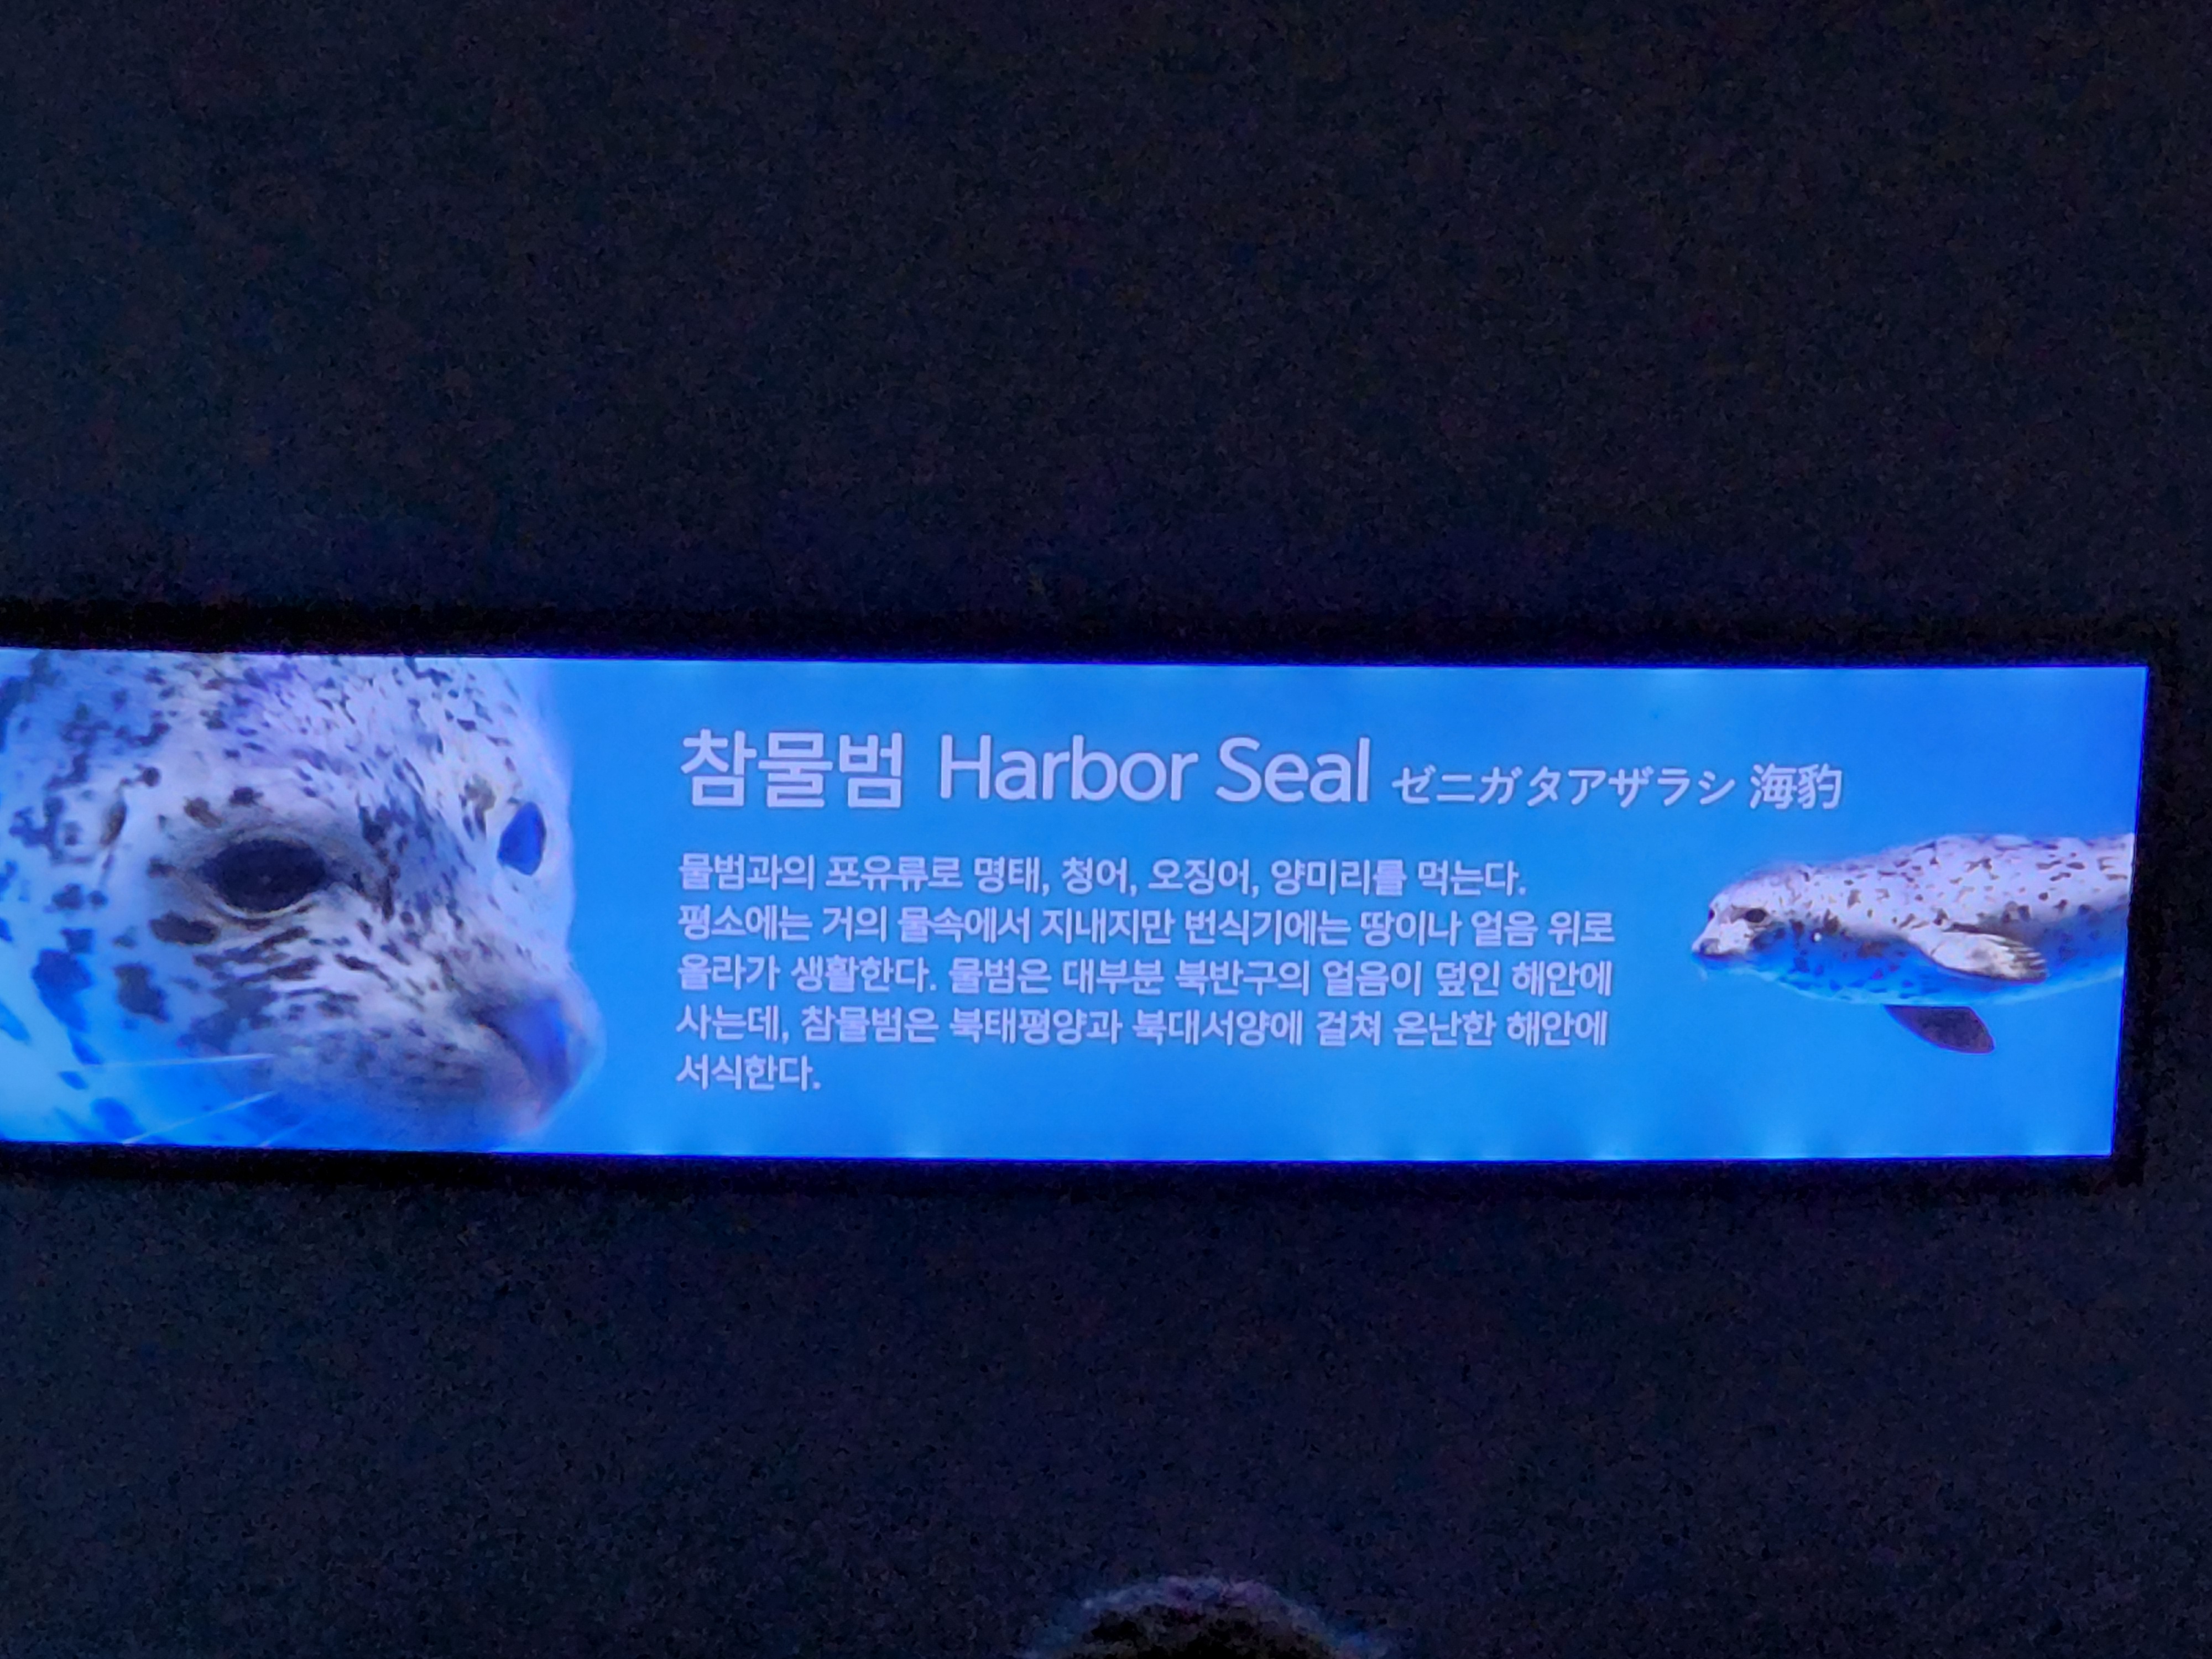 참물범 Harbor Seal ゼニガタアザラシ 海豹
물범과의 포유류로 명태, 청어, 오징어, 양미리를 먹는다.
평소에는 거의 물속에서 지내지만 번식기에는 땅이나 얼음 위로
올라가 생활한다. 물범은 대부분 북반구의 얼음이 덮인 해안에
사는데, 참물범은 북태평양과 북대서양에 걸쳐 온난한 해안에
서식한다.